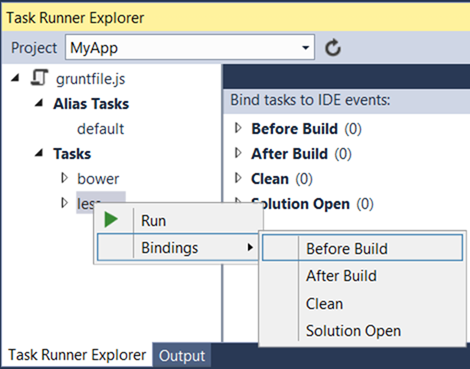 Task Runner Explorer
Project MyApp
gruntfile.js
Alias Tasks
default
Tasks
bower
less
Bind tasks to IDE events:
Before Build (0)
After Build (0)
Clean (0)
Solution Open (0)
Run
Bindings
Before Build
After Build
Clean
Solution Open
Task Runner Explorer Output